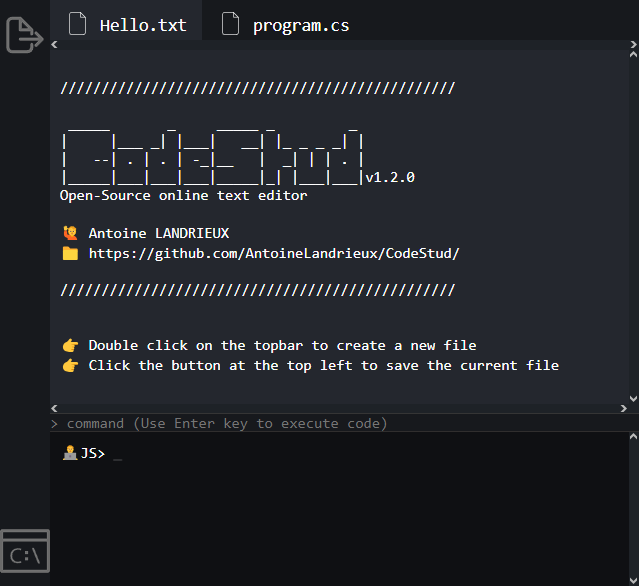 Hello.txt
program.cs
////////////////////////////////////////////////
CodeStud
v1.2.0
Open-Source online text editor
🙋 Antoine LANDRIEUX
📁 https://github.com/AntoineLandrieux/CodeStud/
////////////////////////////////////////////////
👉 Double click on the topbar to create a new file
👉 Click the button at the top left to save the current file
> command (Use Enter key to execute code)
👨‍💻JS> _
C:\